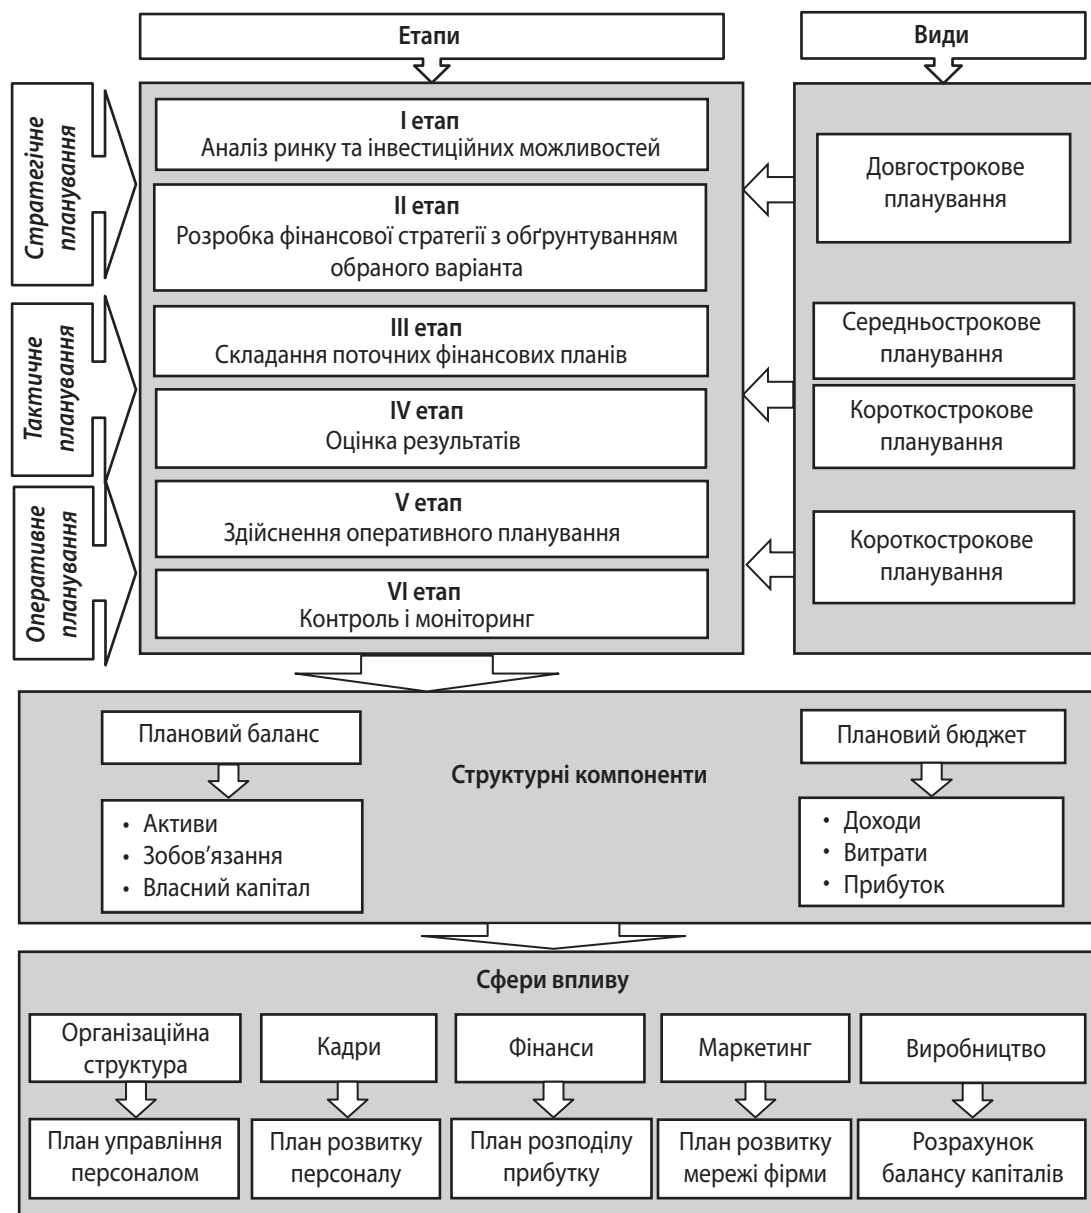 Етапи
Види
Стратегічне
планування
Тактичне
планування
Оперативне
планування
І етап
Аналіз ринку та інвестиційних можливостей
ІІ етап
Розробка фінансової стратегії з обґрунтуванням
обраного варіанта
ІІІ етап
Складання поточних фінансових планів
IV етап
Оцінка результатів
V етап
Здійснення оперативного планування
VI етап
Контроль і моніторинг
Довгострокове
планування
Середньострокове
планування
Короткострокове
планування
Короткострокове
планування
Плановий баланс
• Активи
• Зобов’язання
• Власний капітал
Структурні компоненти
Плановий бюджет
• Доходи
• Витрати
• Прибуток
Сфери впливу
Організаційна
структура
Кадри
Фінанси
Маркетинг
Виробництво
План управління
персоналом
План розвитку
персоналу
План розподілу
прибутку
План розвитку
мережі фірми
Розрахунок
балансу капіталів